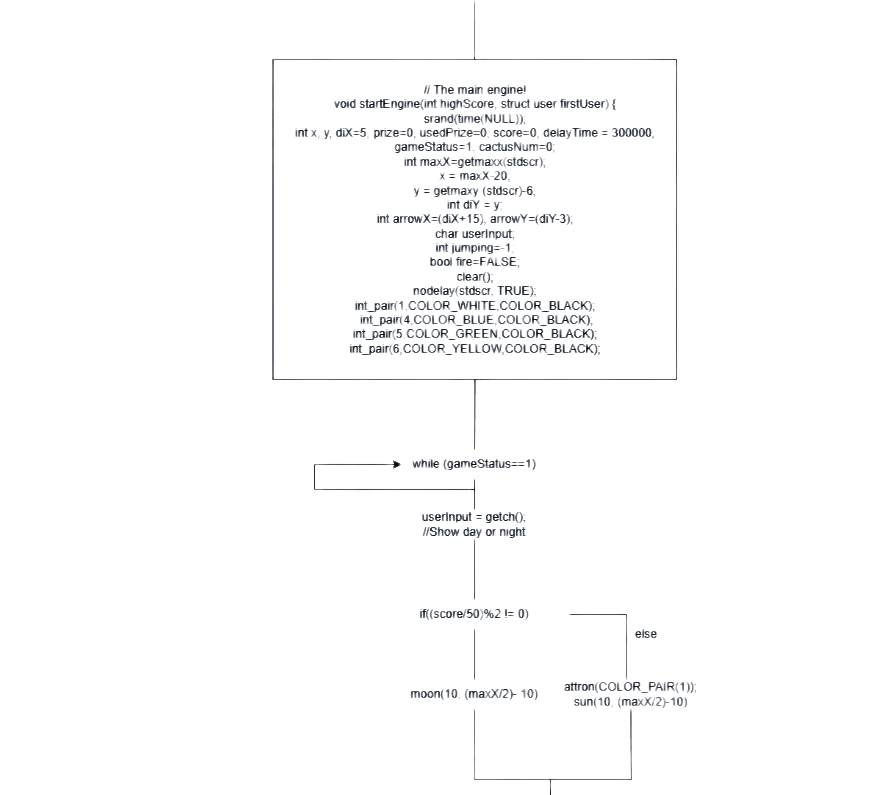 // The main engine!
void startEngine(int highScore, struct user firstUser) {
srand(time(NULL));
int x, y, diX=5, prize=0, usedPrize=0, score=0, delayTime = 300000,
gameStatus=1, cactusNum=0;
int maxX=getmaxx(stdscr),
x = maxX-20,
y = getmaxy (stdscr)-6,
int diY = y;
int arrowX=(diX+15), arrowY=(diY-3);
char userInput;
int jumping=-1,
bool fire=FALSE;
clear();
nodelay(stdscr, TRUE);
int_pair(1,COLOR_WHITE,COLOR_BLACK);
int_pair(4,COLOR_BLUE,COLOR_BLACK);
int_pair(5,COLOR_GREEN,COLOR_BLACK);
int_pair(6,COLOR_YELLOW,COLOR_BLACK);
while (gameStatus==1)
userInput = getch();
//Show day or night
if((score/50)%2 != 0)
else
moon(10, (maxX/2)- 10)
attron(COLOR_PAIR(1));
sun(10, (maxX/2)-10)